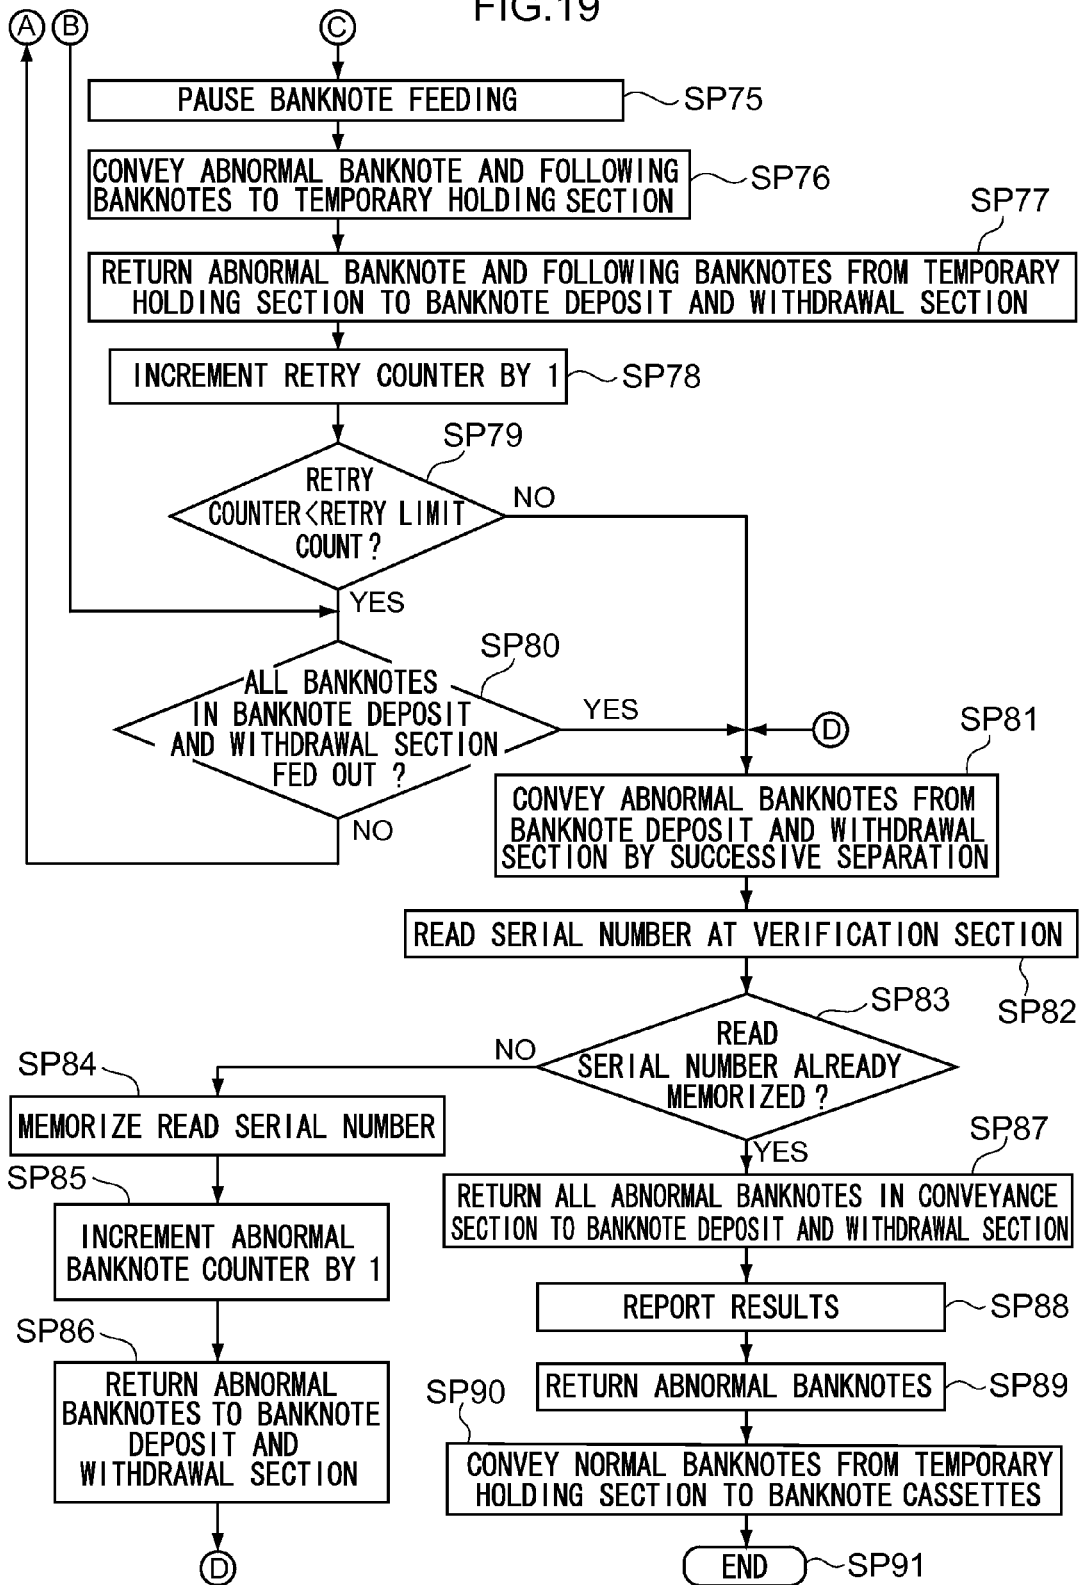 FIG.19
A
B
C
PAUSE BANKNOTE FEEDING
SP75
CONVEY ABNORMAL BANKNOTE AND FOLLOWING
BANKNOTES TO TEMPORARY HOLDING SECTION
SP76
SP77
RETURN ABNORMAL BANKNOTE AND FOLLOWING BANKNOTES FROM TEMPORARY
HOLDING SECTION TO BANKNOTE DEPOSIT AND WITHDRAWAL SECTION
INCREMENT RETRY COUNTER BY 1
SP78
SP79
RETRY
COUNTER<RETRY LIMIT
COUNT?
NO
YES
SP80
ALL BANKNOTES
IN BANKNOTE DEPOSIT
AND WITHDRAWAL SECTION
FED OUT ?
YES
NO
D
SP81
CONVEY ABNORMAL BANKNOTES FROM
BANKNOTE DEPOSIT AND WITHDRAWAL
SECTION BY SUCCESSIVE SEPARATION
READ SERIAL NUMBER AT VERIFICATION SECTION
SP82
SP83
READ
SERIAL NUMBER ALREADY
MEMORIZED ?
NO
YES
SP84
MEMORIZE READ SERIAL NUMBER
SP85
INCREMENT ABNORMAL
BANKNOTE COUNTER BY 1
SP86
RETURN ABNORMAL
BANKNOTES TO BANKNOTE
DEPOSIT AND
WITHDRAWAL SECTION
D
SP87
RETURN ALL ABNORMAL BANKNOTES IN CONVEYANCE
SECTION TO BANKNOTE DEPOSIT AND WITHDRAWAL SECTION
REPORT RESULTS
SP88
RETURN ABNORMAL BANKNOTES
SP89
SP90
CONVEY NORMAL BANKNOTES FROM TEMPORARY
HOLDING SECTION TO BANKNOTE CASSETTES
END
SP91